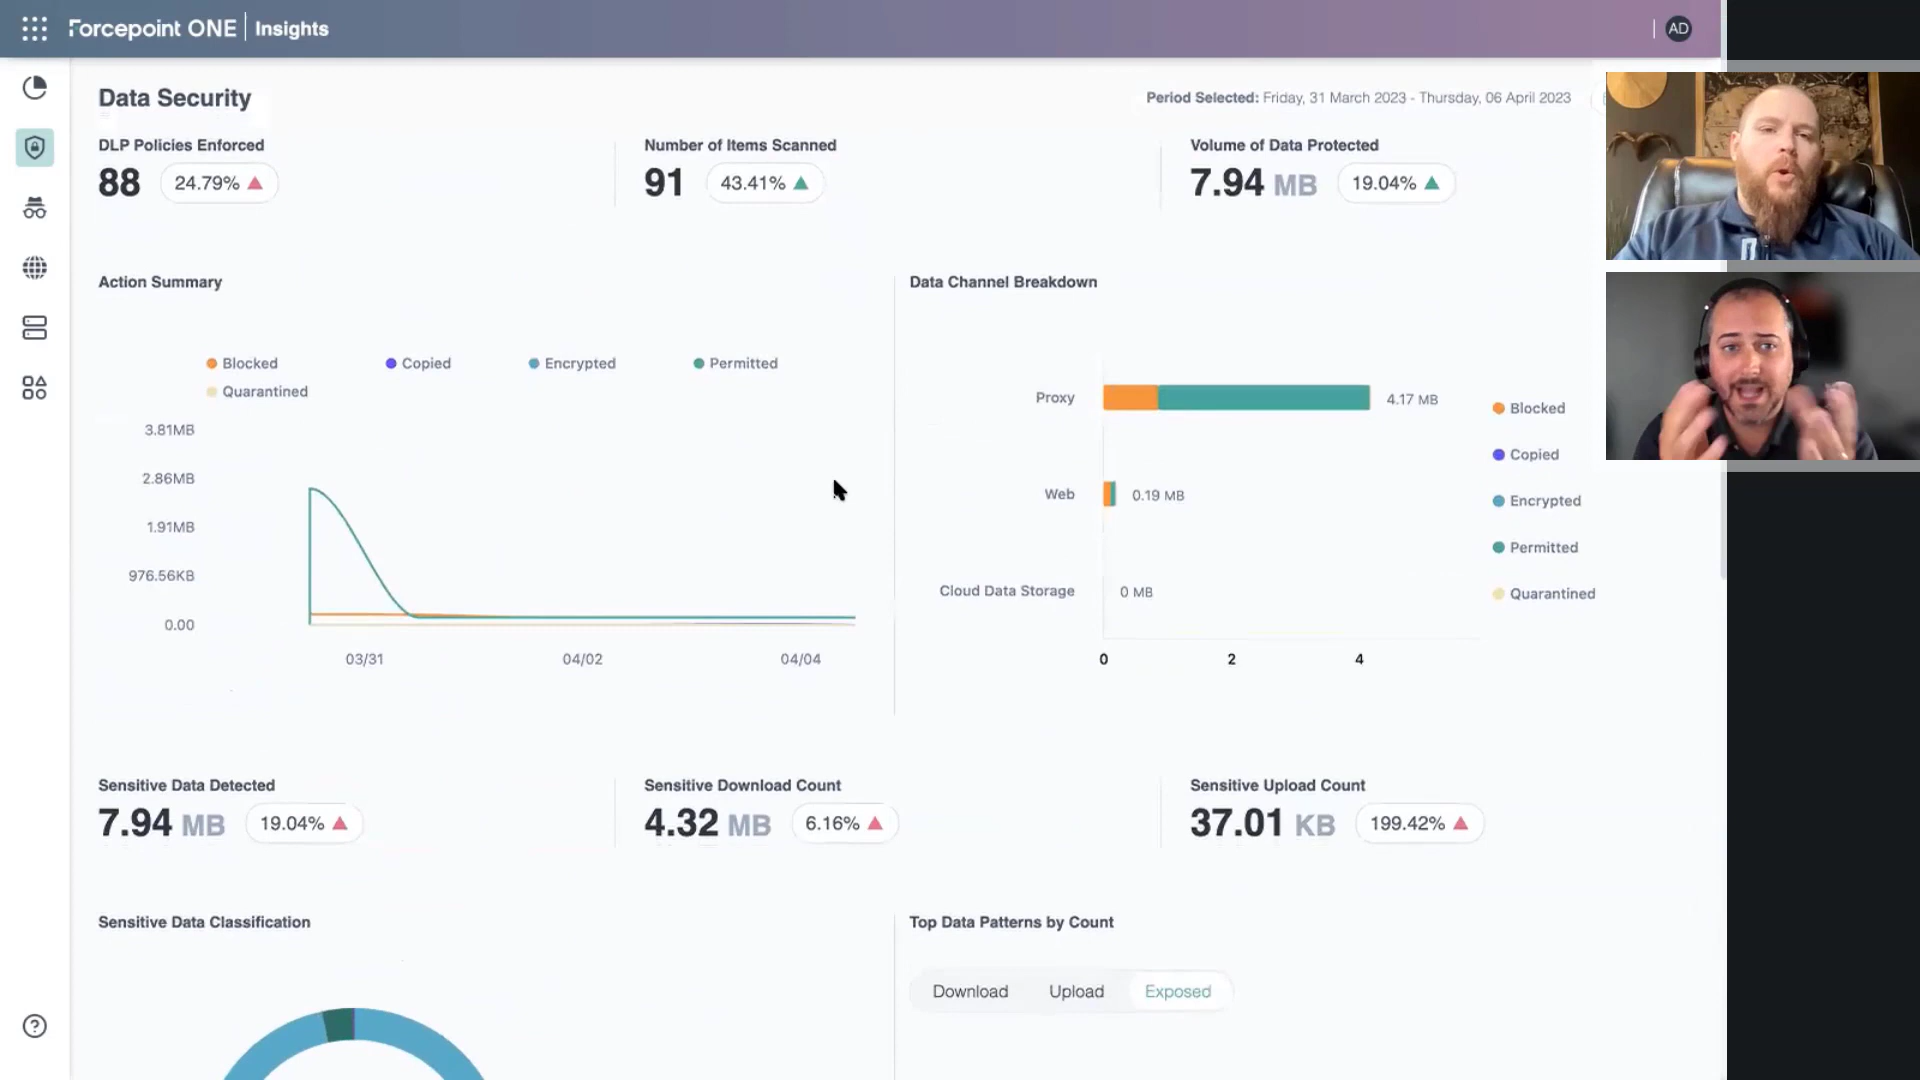 Forcepoint ONE | Insights
AD
Data Security
Period Selected: Friday, 31 March 2023 - Thursday, 06 April 2023
DLP Policies Enforced
88
24.79%
Number of Items Scanned
91
43.41%
Volume of Data Protected
7.94 MB
19.04%
Action Summary
Blocked
Copied
Encrypted
Permitted
Quarantined
3.81MB
2.86MB
1.91MB
976.56KB
0.00
03/31
04/02
04/04
Data Channel Breakdown
Proxy
4.17 MB
Web
0.19 MB
Cloud Data Storage
0 MB
0
2
4
Blocked
Copied
Encrypted
Permitted
Quarantined
Sensitive Data Detected
7.94 MB
19.04%
Sensitive Download Count
4.32 MB
6.16%
Sensitive Upload Count
37.01 KB
199.42%
Sensitive Data Classification
Top Data Patterns by Count
Download
Upload
Exposed
?